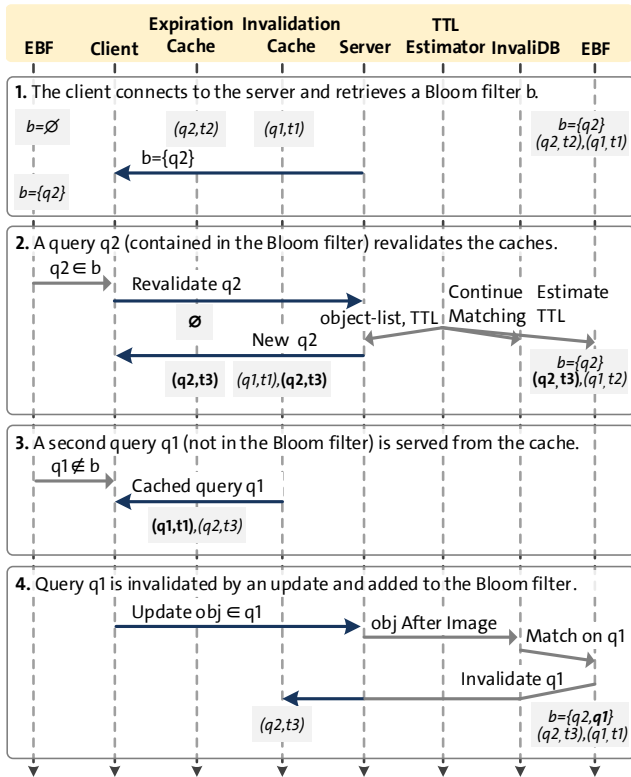 EBF Client Expiration Cache Invalidation Cache Server TTL Estimator InvaliDB EBF
1. The client connects to the server and retrieves a Bloom filter b.
b=∅ (q2,t2) (q1,t1) b={q2}
(q2,t2),(q1,t1)
b={q2}
b={q2}
2. A query q2 (contained in the Bloom filter) revalidates the caches.
q2 ∈ b
Revalidate q2
Continue Matching
Estimate TTL
∅
object-list, TTL
New q2
(q2,t3) (q1,t1),(q2,t3) b={q2}
(q2,t3),(q1,t2)
3. A second query q1 (not in the Bloom filter) is served from the cache.
q1 ∉ b
Cached query q1
(q1,t1),(q2,t3)
4. Query q1 is invalidated by an update and added to the Bloom filter.
Update obj ∈ q1
obj After Image
Match on q1
Invalidate q1
(q2,t3) b={q2,q1}
(q2,t3),(q1,t1)